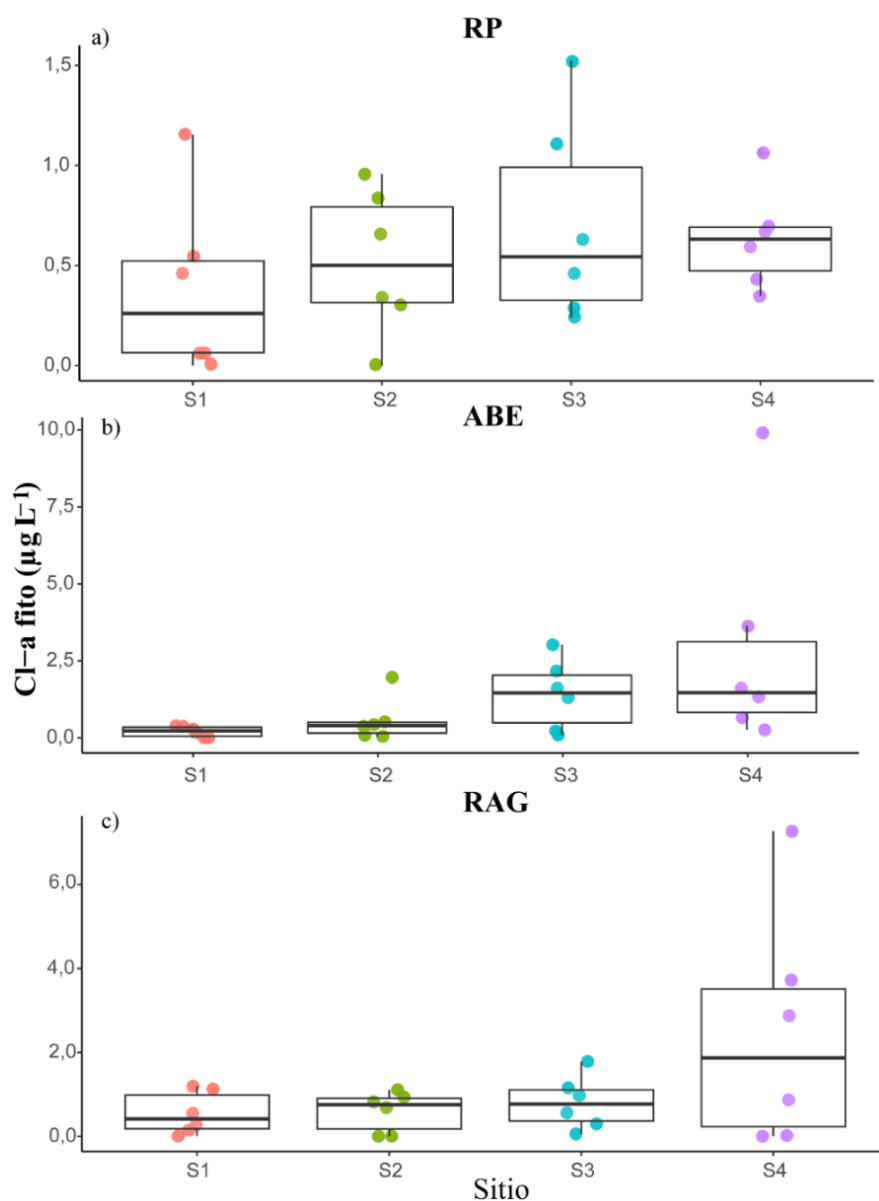 RP
a)
1,5
1,0
0,5
0,0
S1 S2 S3 S4
ABE
b)
10,0
7,5
5,0
2,5
0,0
S1 S2 S3 S4
Cl−a fito (µg L⁻¹)
RAG
c)
6,0
4,0
2,0
0,0
S1 S2 S3 S4
Sitio